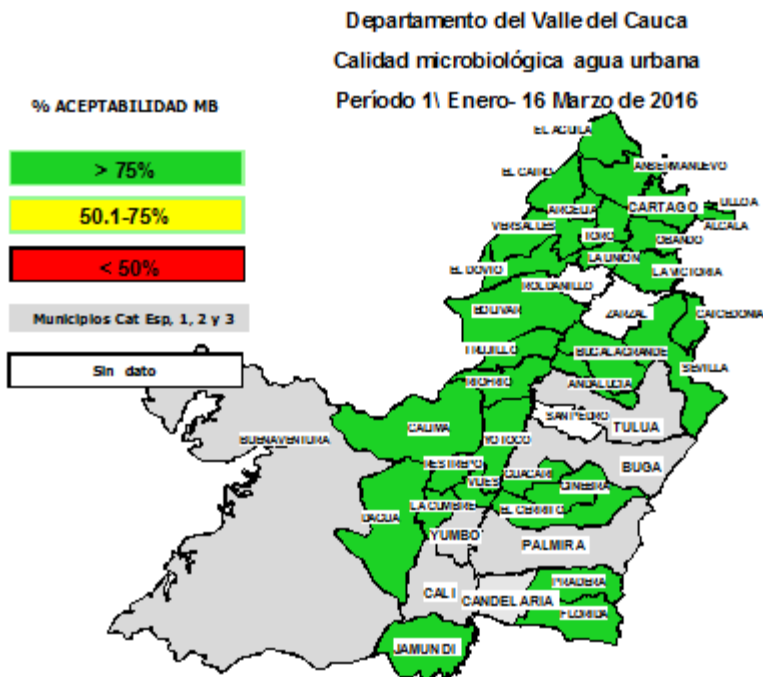 Departamento del Valle del Cauca
Calidad microbiológica agua urbana
Período 1\ Enero- 16 Marzo de 2016
% ACEPTABILIDAD MB
> 75%
50.1-75%
< 50%
Municipios Cat Esp, 1, 2 y 3
Sin dato
EL AGUILA
ANSERMANUEVO
EL CAIRO
ULLOA
ARGELIA
CARTAGO
ALCALA
VERSALLES
TORO
OBANDO
LA UNION
EL DOVIO
LA VICTORIA
ROLDANILLO
BOLIVAR
ZARZAL
CAICEDONIA
TRUJILLO
BUGALAGRANDE
SEVILLA
RIOFRIO
ANDALUCIA
SAN PEDRO
CALIMA
TULUA
BUENAVENTURA
YOTOCO
RESTREPO
GUACARI
BUGA
VIJES
GINEBRA
LA CUMBRE
EL CERRITO
DAGUA
YUMBO
PALMIRA
PRADERA
CALI
CANDELARIA
FLORIDA
JAMUNDI